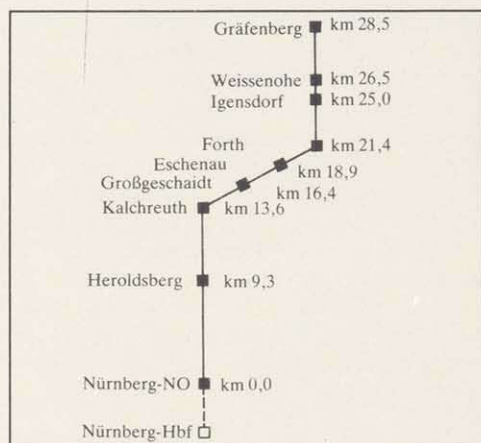 Gräfenberg km 28,5
Weissenohe km 26,5
Igensdorf km 25,0
Forth km 21,4
Eschenau km 18,9
Großgeschaidt km 16,4
Kalchreuth km 13,6
Heroldsberg km 9,3
Nürnberg-NO km 0,0
Nürnberg-Hbf